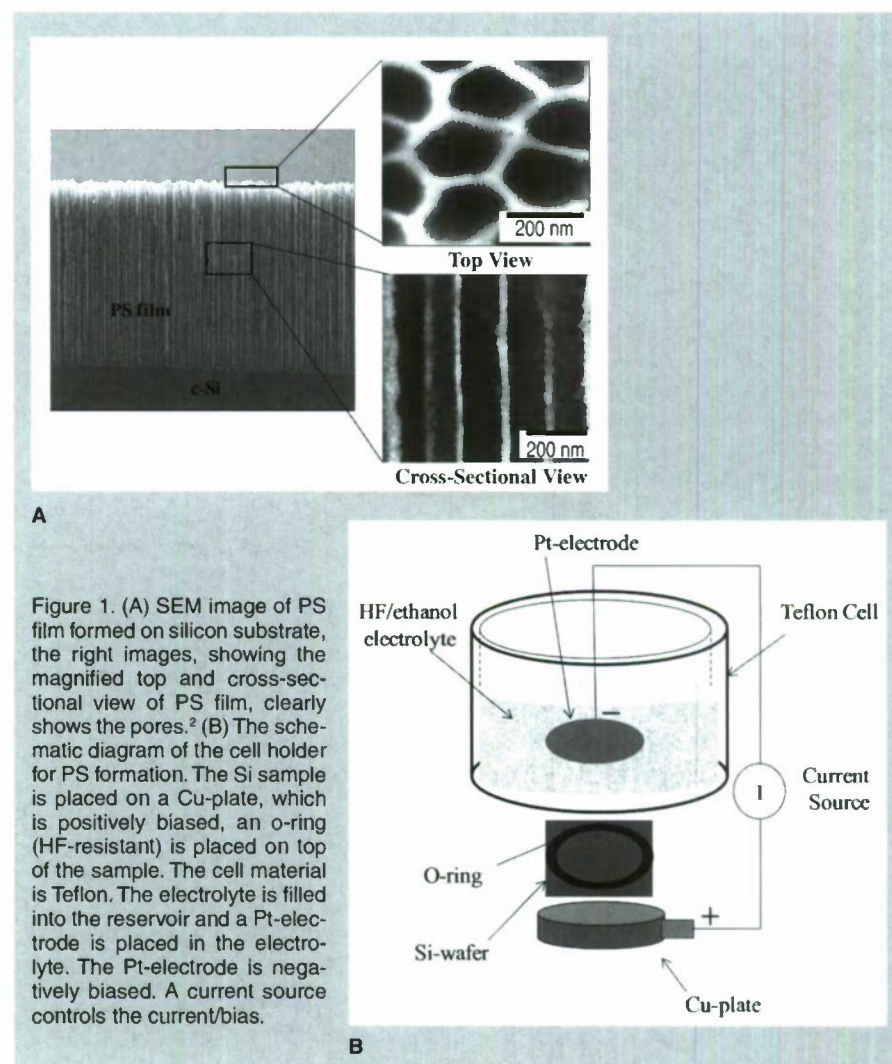 200 nm
Top View
PS film
c-Si
200 nm
Cross-Sectional View
A
Figure 1. (A) SEM image of PS
film formed on silicon substrate,
the right images, showing the
magnified top and cross-sec-
tional view of PS film, clearly
shows the pores.² (B) The sche-
matic diagram of the cell holder
for PS formation. The Si sample
is placed on a Cu-plate, which
is positively biased, an o-ring
(HF-resistant) is placed on top
of the sample. The cell material
is Teflon. The electrolyte is filled
into the reservoir and a Pt-elec-
trode is placed in the electro-
lyte. The Pt-electrode is nega-
tively biased. A current source
controls the current/bias.
Pt-electrode
HF/ethanol
electrolyte
Teflon Cell
−
I
Current
Source
O-ring
+
Si-wafer
Cu-plate
B